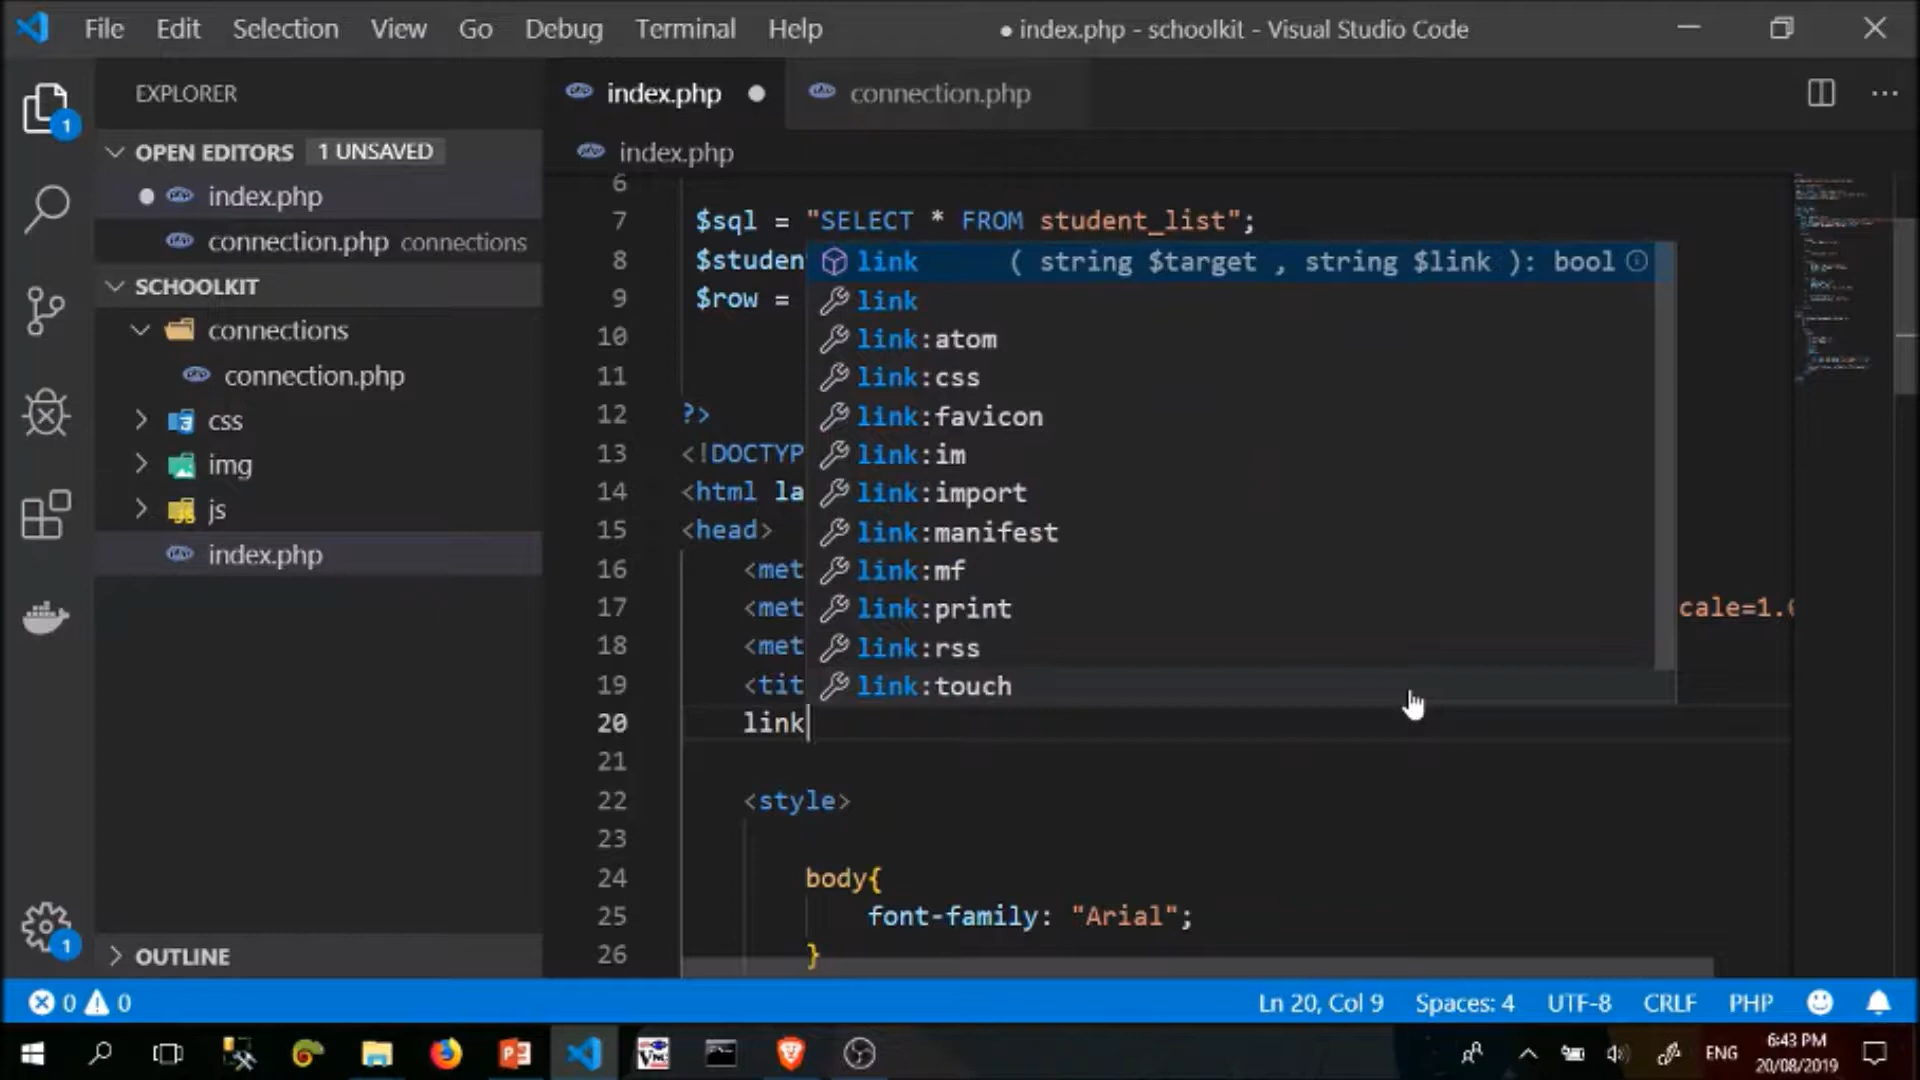 File Edit Selection View Go Debug Terminal Help ● index.php - schoolkit - Visual Studio Code
EXPLORER
index.php
connection.php
OPEN EDITORS 1 UNSAVED
index.php
index.php
connection.php connections
SCHOOLKIT
connections
connection.php
css
img
js
index.php
OUTLINE
1
1
6
7 $sql = "SELECT * FROM student_list";
8 $studen
9 $row =
10
11
12 ?>
13 <!DOCTYP
14 <html la
15 <head>
16 <met
17 <met cale=1.0
18 <met
19 <tit
20 link
21
22 <style>
23
24 body{
25 font-family: "Arial";
26 }
link ( string $target , string $link ): bool
link
link:atom
link:css
link:favicon
link:im
link:import
link:manifest
link:mf
link:print
link:rss
link:touch
0 0 Ln 20, Col 9 Spaces: 4 UTF-8 CRLF PHP
ENG 6:43 PM
20/08/2019